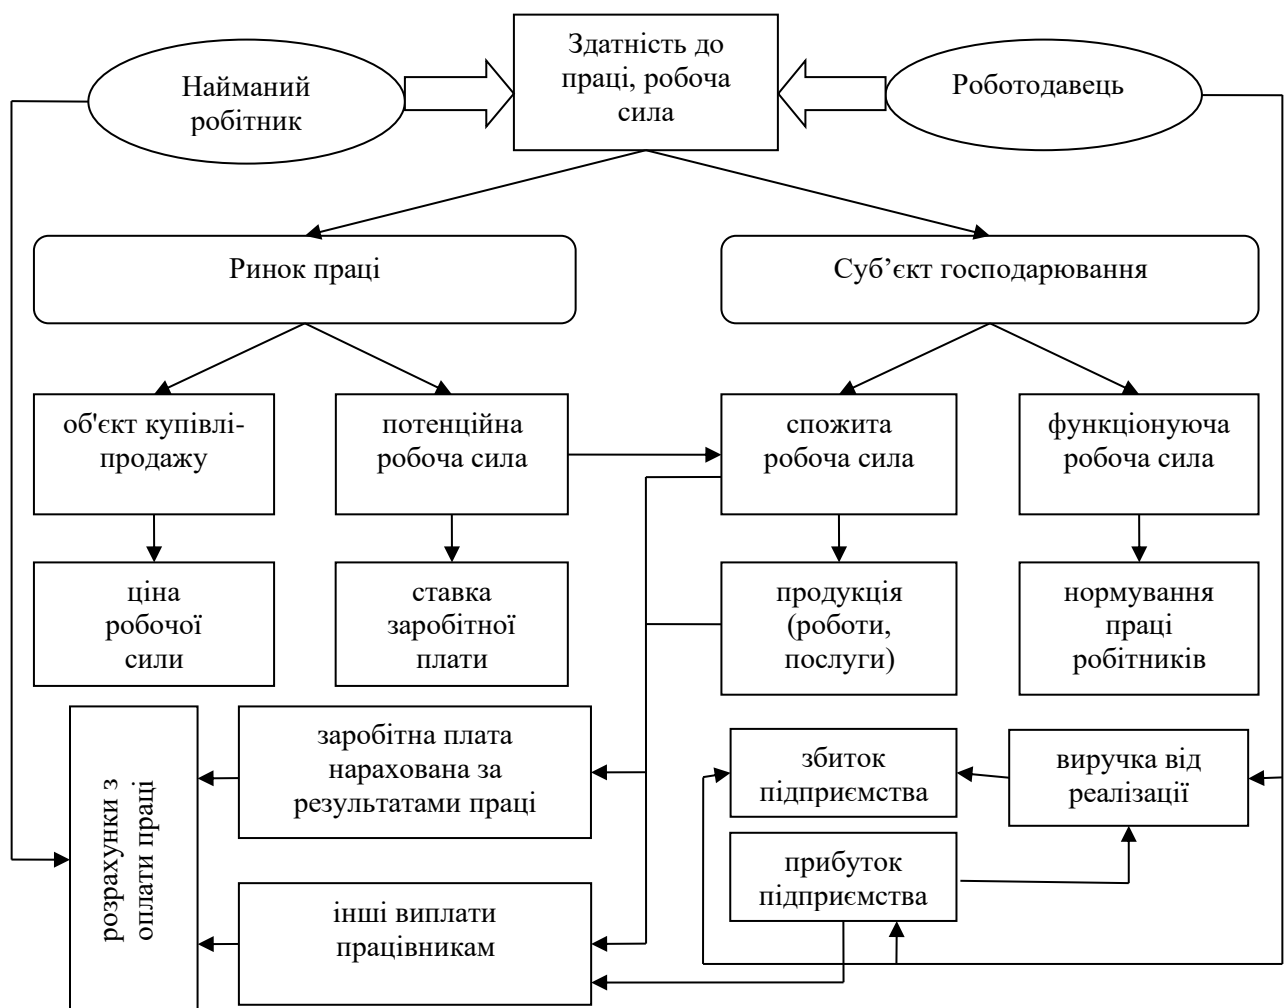 Найманий
робітник
Здатність до
праці, робоча
сила
Роботодавець
Ринок праці
Суб’єкт господарювання
об'єкт купівлі-
продажу
потенційна
робоча сила
спожита
робоча сила
функціонуюча
робоча сила
ціна
робочої
сили
ставка
заробітної
плати
продукція
(роботи,
послуги)
нормування
праці
робітників
розрахунки з
оплати праці
заробітна плата
нарахована за
результатами праці
збиток
підприємства
виручка від
реалізації
прибуток
підприємства
інші виплати
працівникам